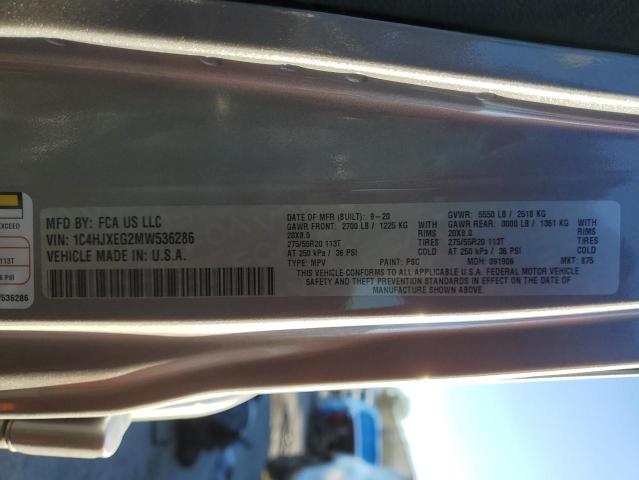 113T
6 PSI
W536286
MFD BY: FCA US LLC
VIN: 1C4HJXEG2MW536286
VEHICLE MADE IN: U.S.A.
DATE OF MFR (BUILT): 9-20
GAWR FRONT: 2700 LB / 1225 KG WITH
20X8.0 RIMS
275/55R20 113T TIRES
AT 250 kPa / 36 PSI COLD
TYPE: MPV PAINT: PSC
GVWR: 5550 LB / 2518 KG
GAWR REAR: 3000 LB / 1361 KG WITH
20X8.0 RIMS
275/55R20 113T TIRES
AT 250 kPa / 36 PSI COLD
MDH: 091906 MKT: 875
THIS VEHICLE CONFORMS TO ALL APPLICABLE U.S.A. FEDERAL MOTOR VEHICLE
SAFETY AND THEFT PREVENTION STANDARDS IN EFFECT ON THE DATE OF
MANUFACTURE SHOWN ABOVE.